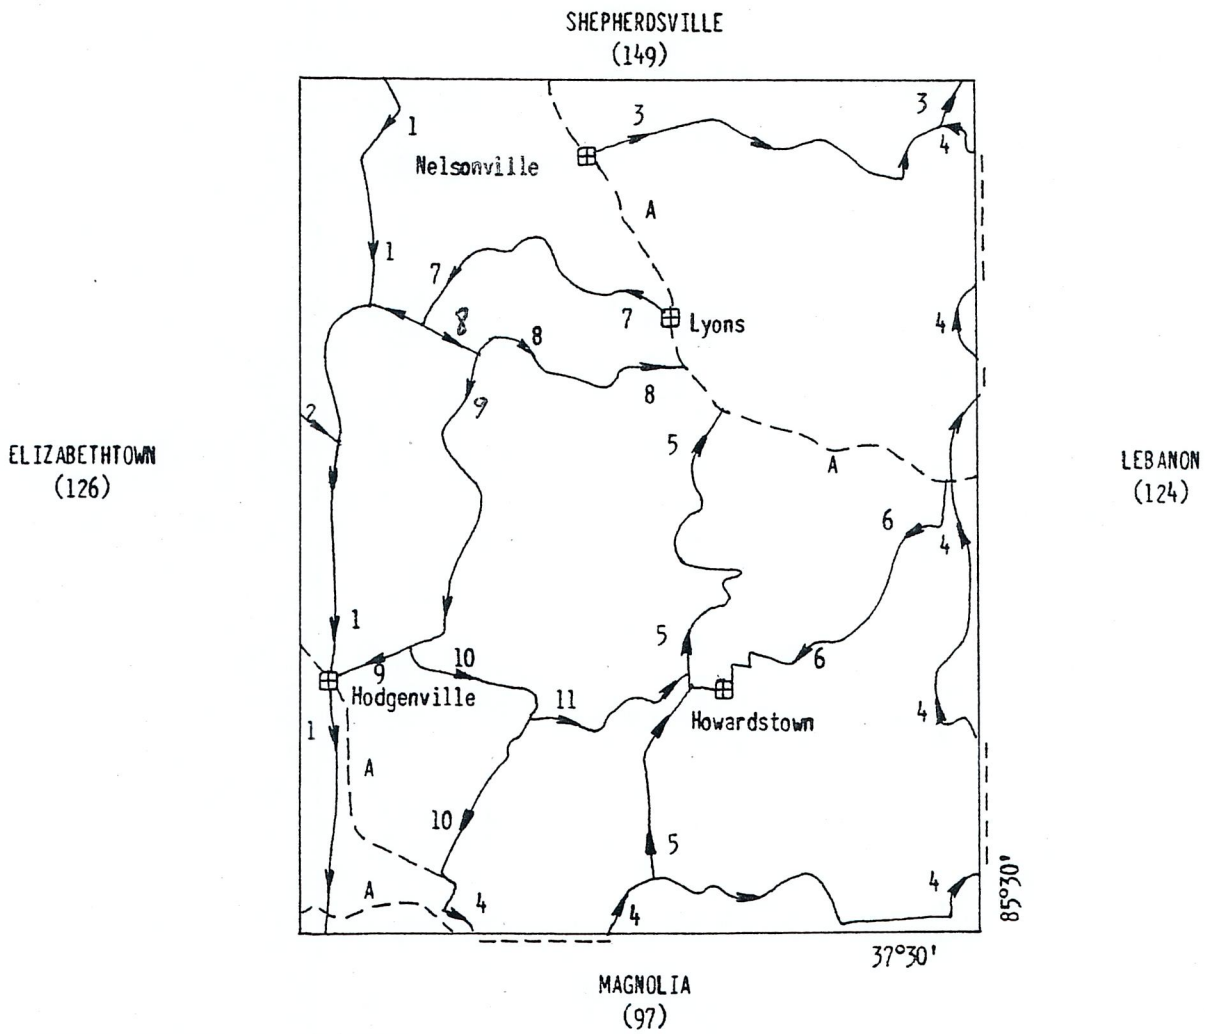 SHEPHERDSVILLE
(149)
3
3
1
4
Nelsonville
A
1
7
7
Lyons
4
8
8
8
9
2
5
A
ELIZABETHTOWN
(126)
LEBANON
(124)
6
4
1
5
9
10
6
Hodgenville
11
Howardstown
4
1
A
10
5
A
4
4
4
85°30'
37°30'
MAGNOLIA
(97)